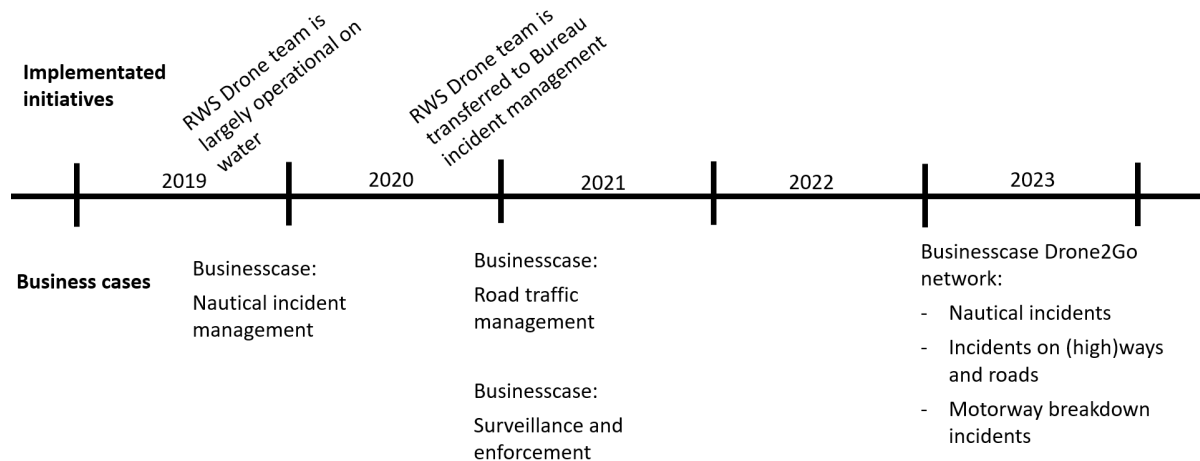 Implementated
initiatives
RWS Drone team is
largely operational on
water
RWS Drone team is
transferred to Bureau
incident management
2019
2020
2021
2022
2023
Business cases
Businesscase:
Nautical incident
management
Businesscase:
Road traffic
management
Businesscase:
Surveillance and
enforcement
Businesscase Drone2Go
network:
- Nautical incidents
- Incidents on (high)ways
and roads
- Motorway breakdown
incidents